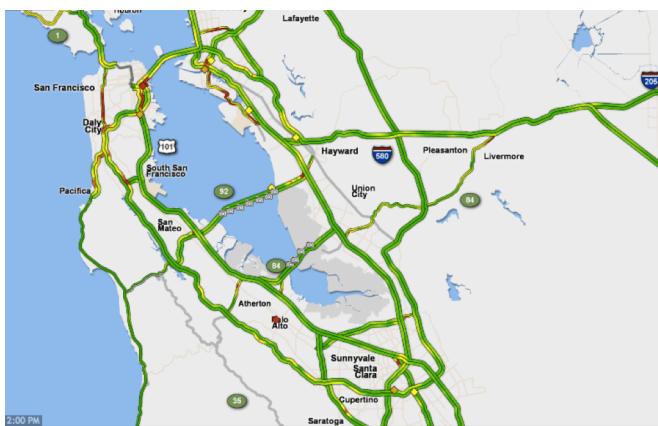 Tiburon
Lafayette
1
San Francisco
205
Daly
City
101
Hayward
580
Pleasanton
Livermore
South San
Francisco
Pacifica
92
Union
City
84
San
Mateo
84
Atherton
Palo
Alto
Sunnyvale
Santa
Clara
35
Cupertino
Saratoga
2:00 PM